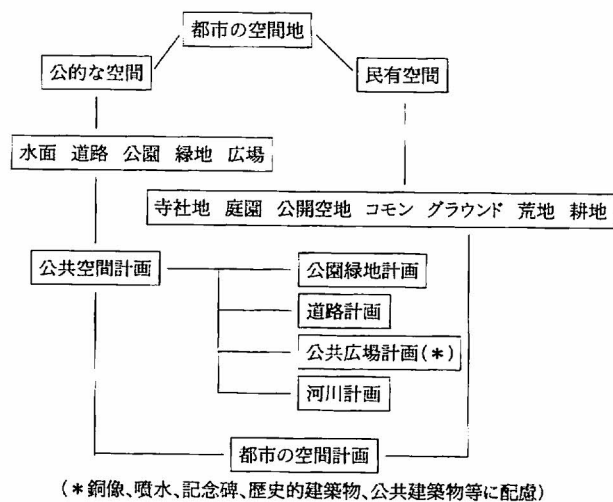 都市の空間地
公的な空間
民有空間
水面 道路 公園 緑地 広場
寺社地 庭園 公開空地 コモン グラウンド 荒地 耕地
公共空間計画
公園緑地計画
道路計画
公共広場計画(*)
河川計画
都市の空間計画
(*銅像、噴水、記念碑、歴史的建築物、公共建築物等に配慮)